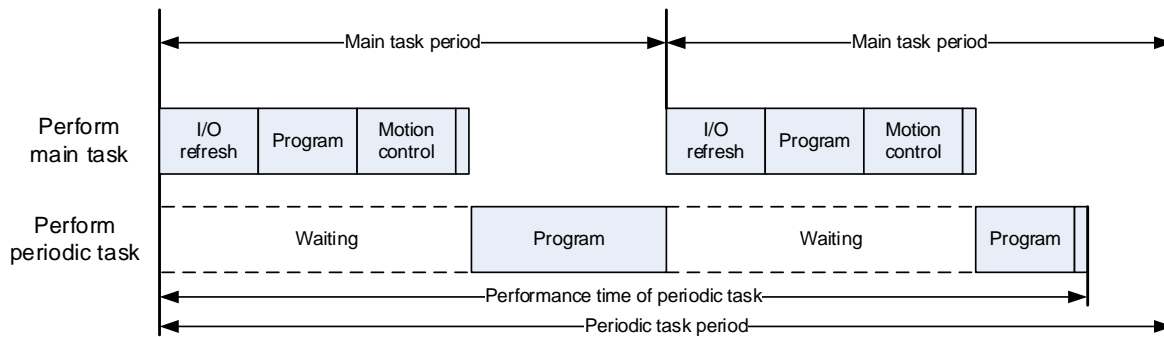 Main task period
Main task period
Perform
main task
I/O
refresh
Program
Motion
control
I/O
refresh
Program
Motion
control
Perform
periodic task
Waiting
Program
Waiting
Program
Performance time of periodic task
Periodic task period